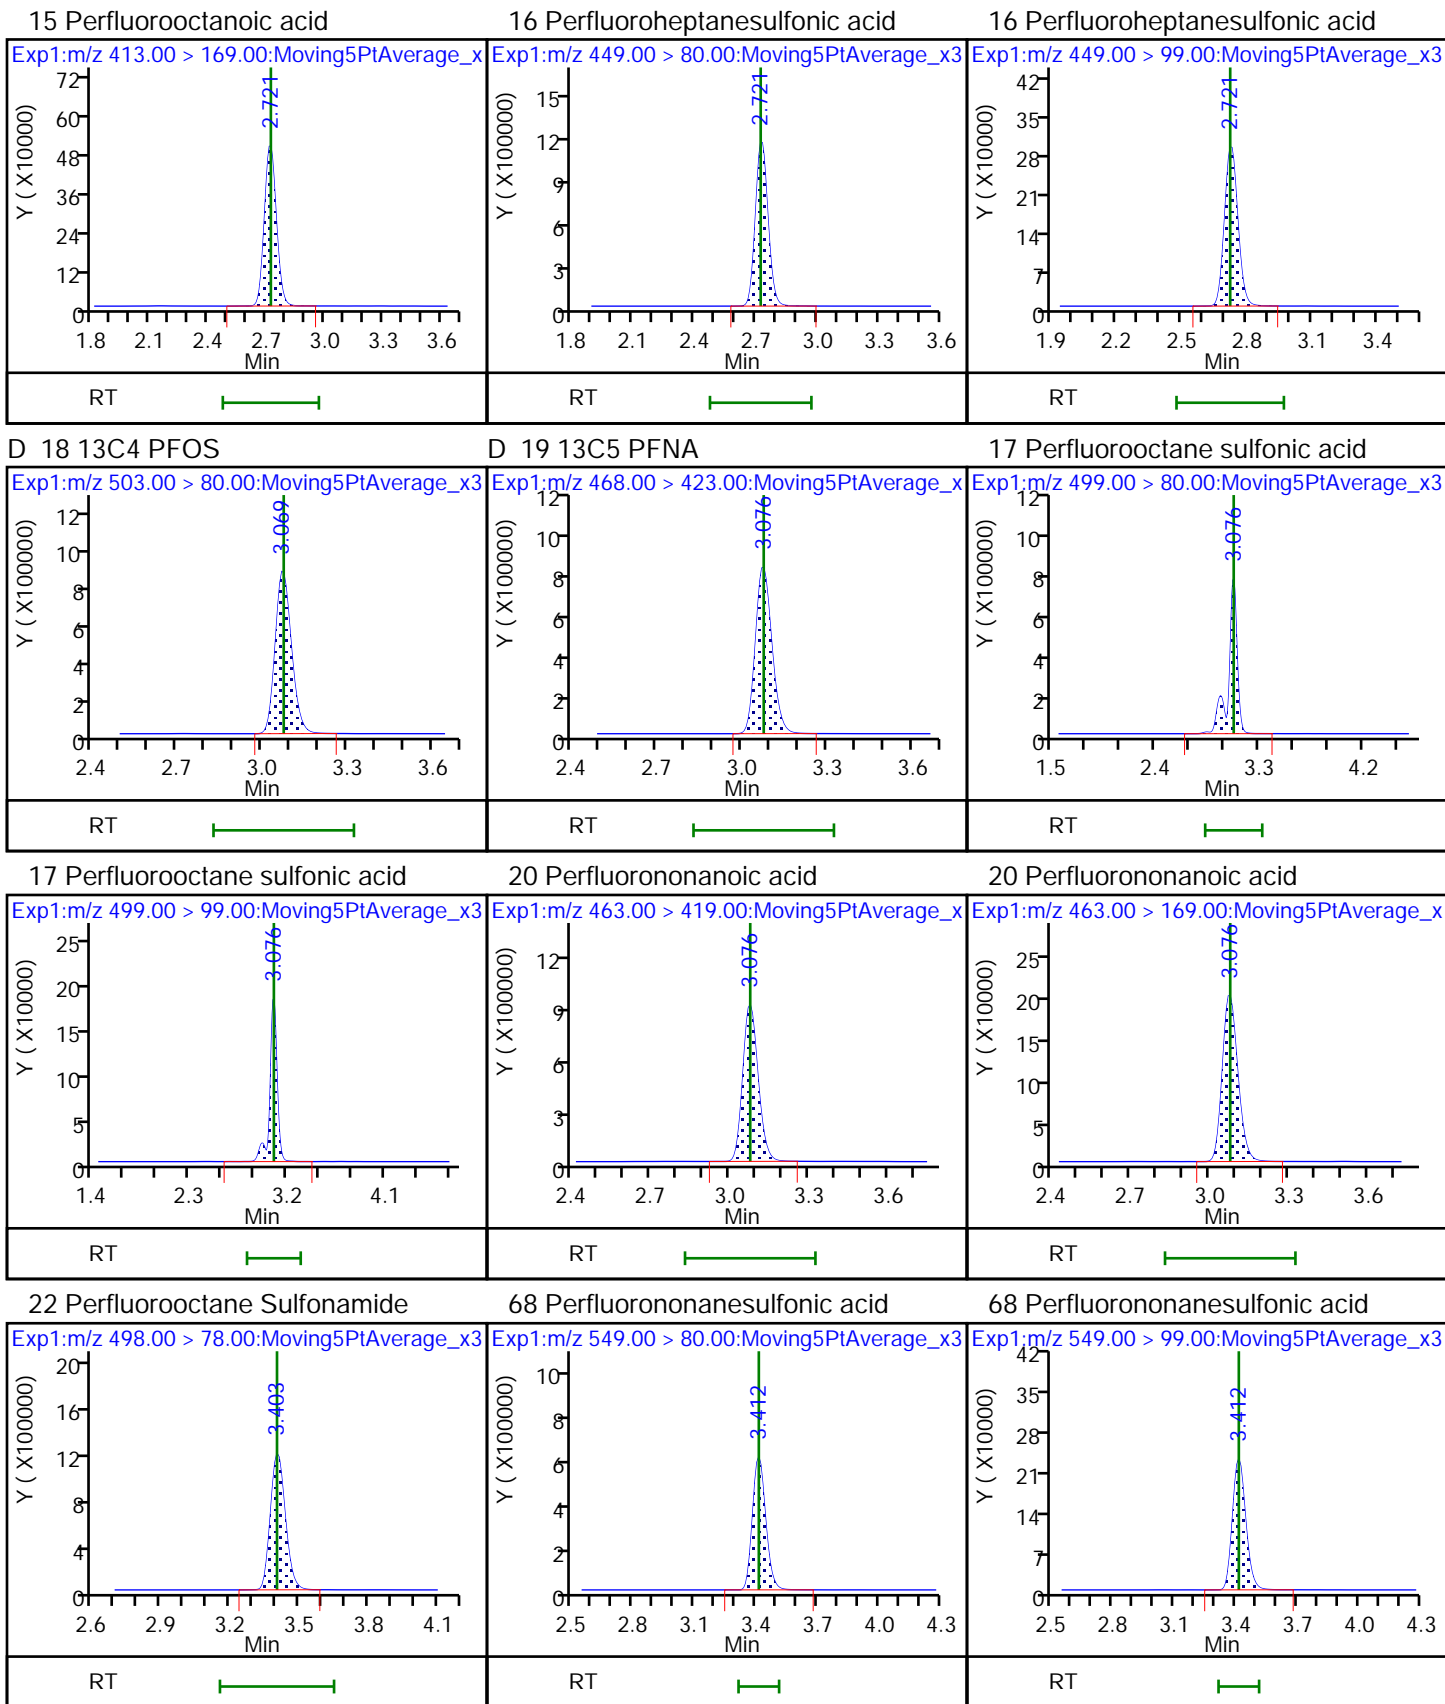 15 Perfluorooctanoic acid
Exp1:m/z 413.00 > 169.00:Moving5PtAverage_x
Y ( X10000)
72
60
48
36
24
12
0
2.721
1.8 2.1 2.4 2.7 3.0 3.3 3.6
Min
RT
16 Perfluoroheptanesulfonic acid
Exp1:m/z 449.00 > 80.00:Moving5PtAverage_x3
Y ( X100000)
15
12
9
6
3
0
2.721
1.8 2.1 2.4 2.7 3.0 3.3 3.6
Min
RT
16 Perfluoroheptanesulfonic acid
Exp1:m/z 449.00 > 99.00:Moving5PtAverage_x3
Y ( X10000)
42
35
28
21
14
7
0
2.721
1.9 2.2 2.5 2.8 3.1 3.4
Min
RT
D 18 13C4 PFOS
Exp1:m/z 503.00 > 80.00:Moving5PtAverage_x3
Y ( X100000)
12
10
8
6
4
2
0
3.069
2.4 2.7 3.0 3.3 3.6
Min
RT
D 19 13C5 PFNA
Exp1:m/z 468.00 > 423.00:Moving5PtAverage_x
Y ( X100000)
12
10
8
6
4
2
0
3.076
2.4 2.7 3.0 3.3 3.6
Min
RT
17 Perfluorooctane sulfonic acid
Exp1:m/z 499.00 > 80.00:Moving5PtAverage_x3
Y ( X100000)
12
10
8
6
4
2
0
3.076
1.5 2.4 3.3 4.2
Min
RT
17 Perfluorooctane sulfonic acid
Exp1:m/z 499.00 > 99.00:Moving5PtAverage_x3
Y ( X10000)
25
20
15
10
5
0
3.076
1.4 2.3 3.2 4.1
Min
RT
20 Perfluorononanoic acid
Exp1:m/z 463.00 > 419.00:Moving5PtAverage_x
Y ( X100000)
12
9
6
3
0
3.076
2.4 2.7 3.0 3.3 3.6
Min
RT
20 Perfluorononanoic acid
Exp1:m/z 463.00 > 169.00:Moving5PtAverage_x
Y ( X10000)
25
20
15
10
5
0
3.076
2.4 2.7 3.0 3.3 3.6
Min
RT
22 Perfluorooctane Sulfonamide
Exp1:m/z 498.00 > 78.00:Moving5PtAverage_x3
Y ( X100000)
20
16
12
8
4
0
3.403
2.6 2.9 3.2 3.5 3.8 4.1
Min
RT
68 Perfluorononanesulfonic acid
Exp1:m/z 549.00 > 80.00:Moving5PtAverage_x3
Y ( X100000)
10
8
6
4
2
0
3.412
2.5 2.8 3.1 3.4 3.7 4.0 4.3
Min
RT
68 Perfluorononanesulfonic acid
Exp1:m/z 549.00 > 99.00:Moving5PtAverage_x3
Y ( X10000)
42
35
28
21
14
7
0
3.412
2.5 2.8 3.1 3.4 3.7 4.0 4.3
Min
RT